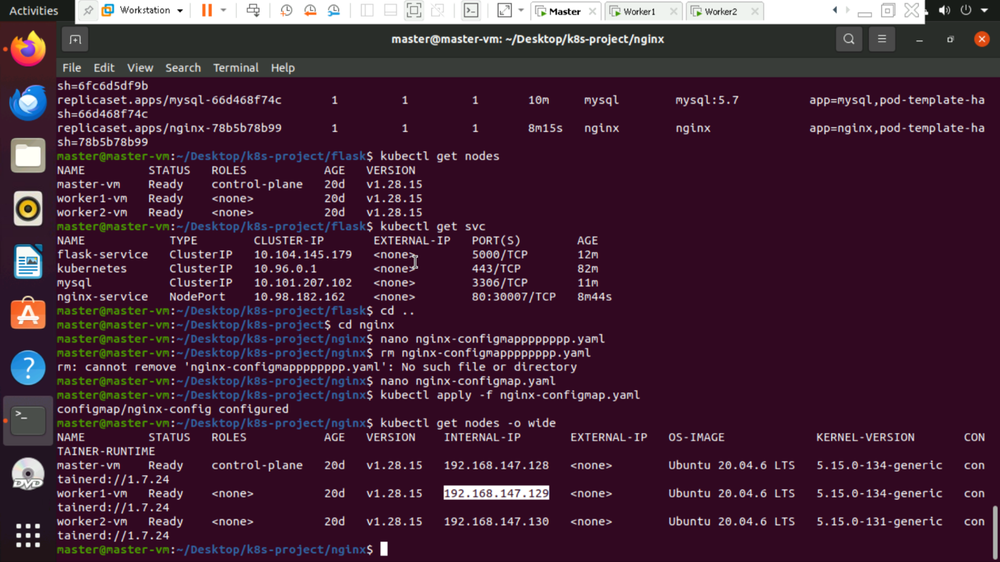 Activities
Workstation
Master
Worker1
Worker2
master@master-vm: ~/Desktop/k8s-project/nginx
File Edit View Search Terminal Help
sh=6fc6d5df9b
replicaset.apps/mysql-66d468f74c 1 1 1 10m mysql mysql:5.7 app=mysql,pod-template-ha
sh=66d468f74c
replicaset.apps/nginx-78b5b78b99 1 1 1 8m15s nginx nginx app=nginx,pod-template-ha
sh=78b5b78b99
master@master-vm:~/Desktop/k8s-project/flask$ kubectl get nodes
NAME STATUS ROLES AGE VERSION
master-vm Ready control-plane 20d v1.28.15
worker1-vm Ready <none> 20d v1.28.15
worker2-vm Ready <none> 20d v1.28.15
master@master-vm:~/Desktop/k8s-project/flask$ kubectl get svc
NAME TYPE CLUSTER-IP EXTERNAL-IP PORT(S) AGE
flask-service ClusterIP 10.104.145.179 <none> 5000/TCP 12m
kubernetes ClusterIP 10.96.0.1 <none> 443/TCP 82m
mysql ClusterIP 10.101.207.102 <none> 3306/TCP 11m
nginx-service NodePort 10.98.182.162 <none> 80:30007/TCP 8m44s
master@master-vm:~/Desktop/k8s-project/flask$ cd ..
master@master-vm:~/Desktop/k8s-project$ cd nginx
master@master-vm:~/Desktop/k8s-project/nginx$ nano nginx-configmapppppppp.yaml
master@master-vm:~/Desktop/k8s-project/nginx$ rm nginx-configmapppppppp.yaml
rm: cannot remove 'nginx-configmapppppppp.yaml': No such file or directory
master@master-vm:~/Desktop/k8s-project/nginx$ nano nginx-configmap.yaml
master@master-vm:~/Desktop/k8s-project/nginx$ kubectl apply -f nginx-configmap.yaml
configmap/nginx-config configured
master@master-vm:~/Desktop/k8s-project/nginx$ kubectl get nodes -o wide
NAME STATUS ROLES AGE VERSION INTERNAL-IP EXTERNAL-IP OS-IMAGE KERNEL-VERSION CON
TAINER-RUNTIME
master-vm Ready control-plane 20d v1.28.15 192.168.147.128 <none> Ubuntu 20.04.6 LTS 5.15.0-134-generic con
tainerd://1.7.24
worker1-vm Ready <none> 20d v1.28.15 192.168.147.129 <none> Ubuntu 20.04.6 LTS 5.15.0-134-generic con
tainerd://1.7.24
worker2-vm Ready <none> 20d v1.28.15 192.168.147.130 <none> Ubuntu 20.04.6 LTS 5.15.0-131-generic con
tainerd://1.7.24
master@master-vm:~/Desktop/k8s-project/nginx$
DVD